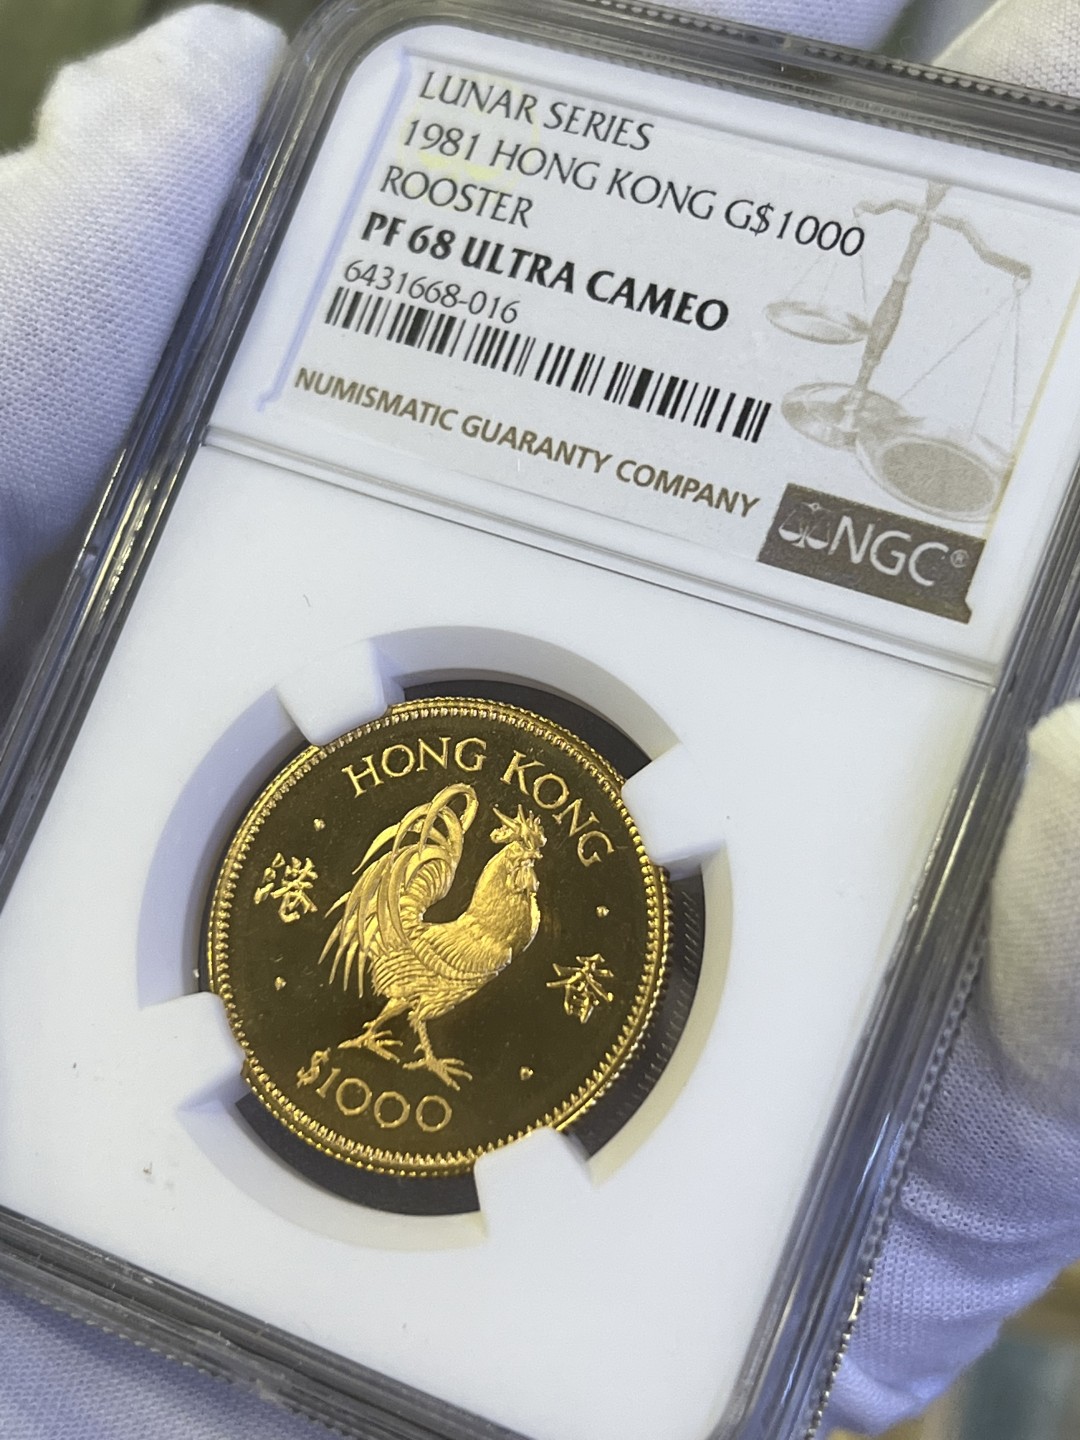 LUNAR SERIES
1981 HONG KONG G$1000
ROOSTER
PF 68 ULTRA CAMEO
6431668-016
NUMISMATIC GUARANTY COMPANY
NGC®
HONG KONG
港 香
$1000